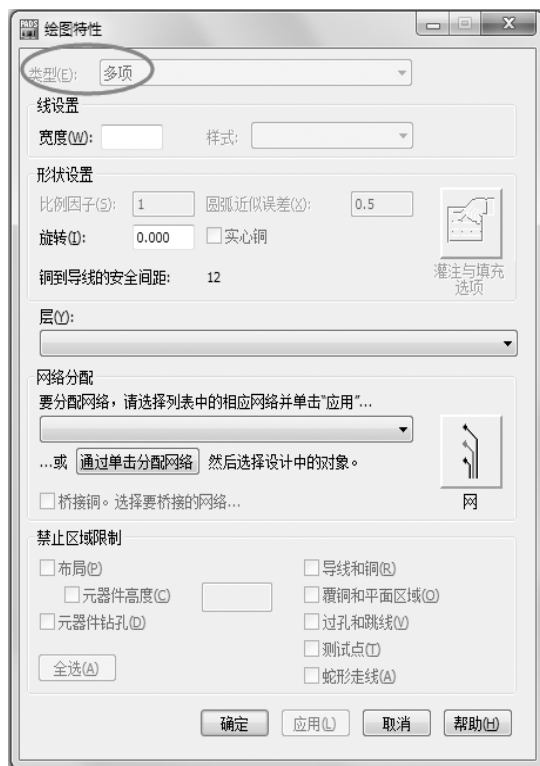 PADS
绘图特性
类型(E): 多项
线设置
宽度(W): 样式:
形状设置
比例因子(S): 1 圆弧近似误差(X): 0.5
旋转(I): 0.000 实心铜
铜到导线的安全间距: 12
灌注与填充
选项
层(Y):
网络分配
要分配网络，请选择列表中的相应网络并单击“应用”...
...或 通过单击分配网络 然后选择设计中的对象。
桥接铜。选择要桥接的网络...
网
禁止区域限制
布局(P) 导线和铜(R)
元器件高度(C) 覆铜和平面区域(O)
元器件钻孔(D) 过孔和跳线(V)
测试点(T)
全选(A) 蛇形走线(A)
确定 应用(L) 取消 帮助(H)